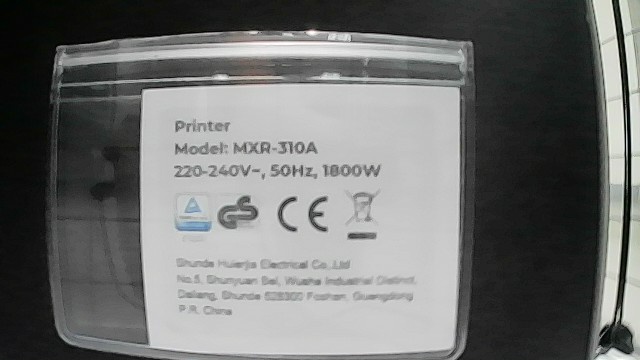 Printer
Model: MXR-310A
220-240V~, 50Hz, 1800W
GS
CE
Shunde Huierjia Electrical Co.,Ltd
No.5, Shunyuan Bei, Wusha Industrial District,
Daliang, Shunde 528300 Foshan, Guangdong
P.R. China